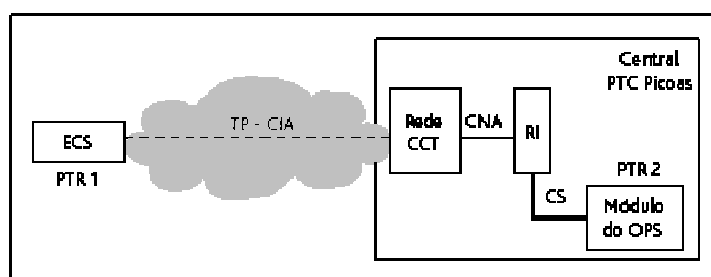 Central
PTC Picoas
TP - CIA
ECS
PTR 1
Rede
CCT
CNA
RI
CS
PTR 2
Módulo
do OPS